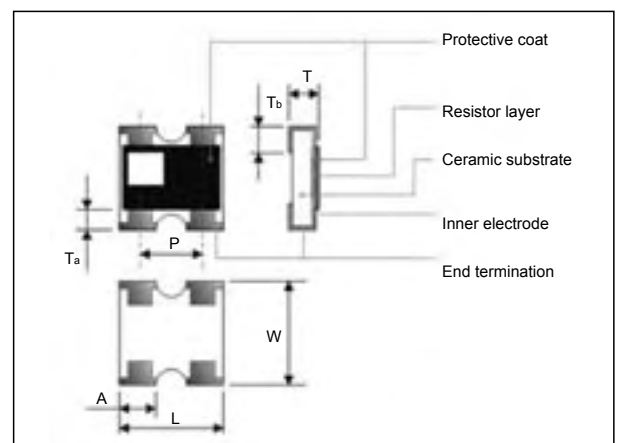 Protective coat
T
Tb
Resistor layer
Ceramic substrate
Inner electrode
P
Ta
End termination
W
A
L